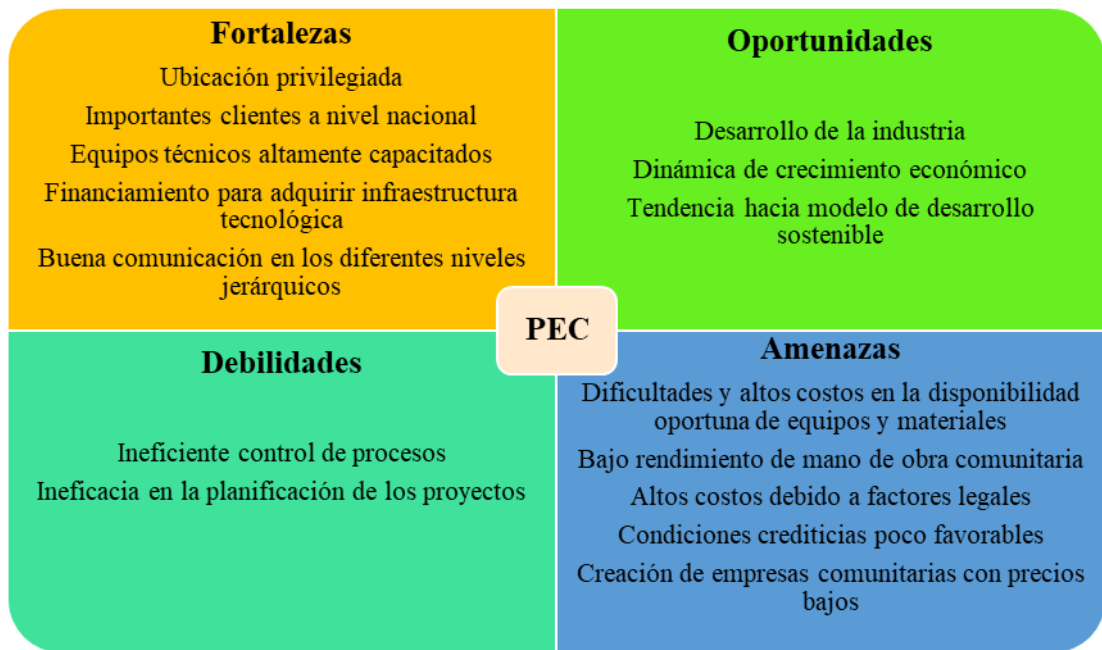 Fortalezas
Ubicación privilegiada
Importantes clientes a nivel nacional
Equipos técnicos altamente capacitados
Financiamiento para adquirir infraestructura
tecnológica
Buena comunicación en los diferentes niveles
jerárquicos
Oportunidades
Desarrollo de la industria
Dinámica de crecimiento económico
Tendencia hacia modelo de desarrollo
sostenible
PEC
Debilidades
Ineficiente control de procesos
Ineficacia en la planificación de los proyectos
Amenazas
Dificultades y altos costos en la disponibilidad
oportuna de equipos y materiales
Bajo rendimiento de mano de obra comunitaria
Altos costos debido a factores legales
Condiciones crediticias poco favorables
Creación de empresas comunitarias con precios
bajos